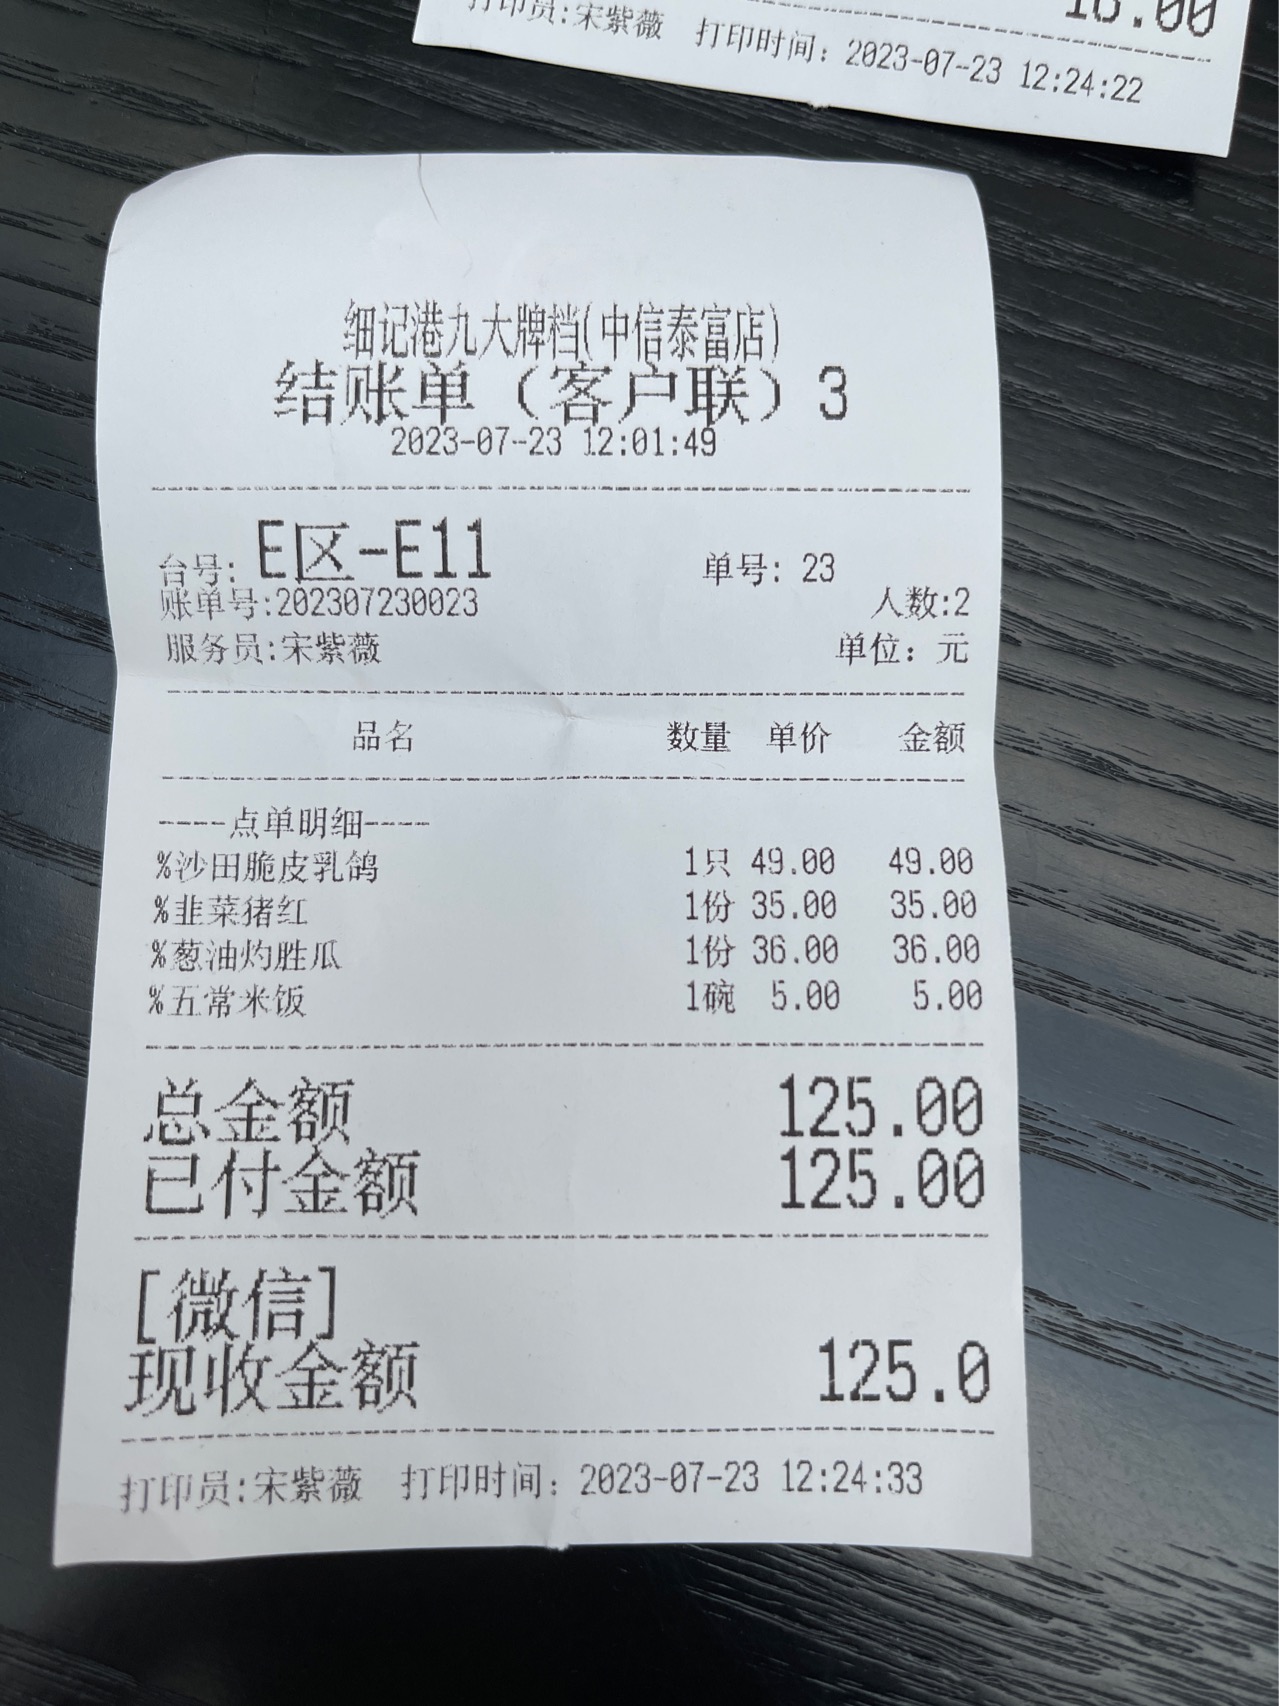 16.00
打印员:宋紫薇 打印时间: 2023-07-23 12:24:22
细记港九大牌档(中信泰富店)
结账单（客户联）3
2023-07-23 12:01:49
台号: E区-E11 单号: 23
账单号:202307230023 人数:2
服务员:宋紫薇 单位: 元
品名 数量 单价 金额
----点单明细----
%沙田脆皮乳鸽 1只 49.00 49.00
%韭菜猪红 1份 35.00 35.00
%葱油灼胜瓜 1份 36.00 36.00
%五常米饭 1碗 5.00 5.00
总金额 125.00
已付金额 125.00
[微信]
现收金额 125.0
打印员:宋紫薇 打印时间: 2023-07-23 12:24:33